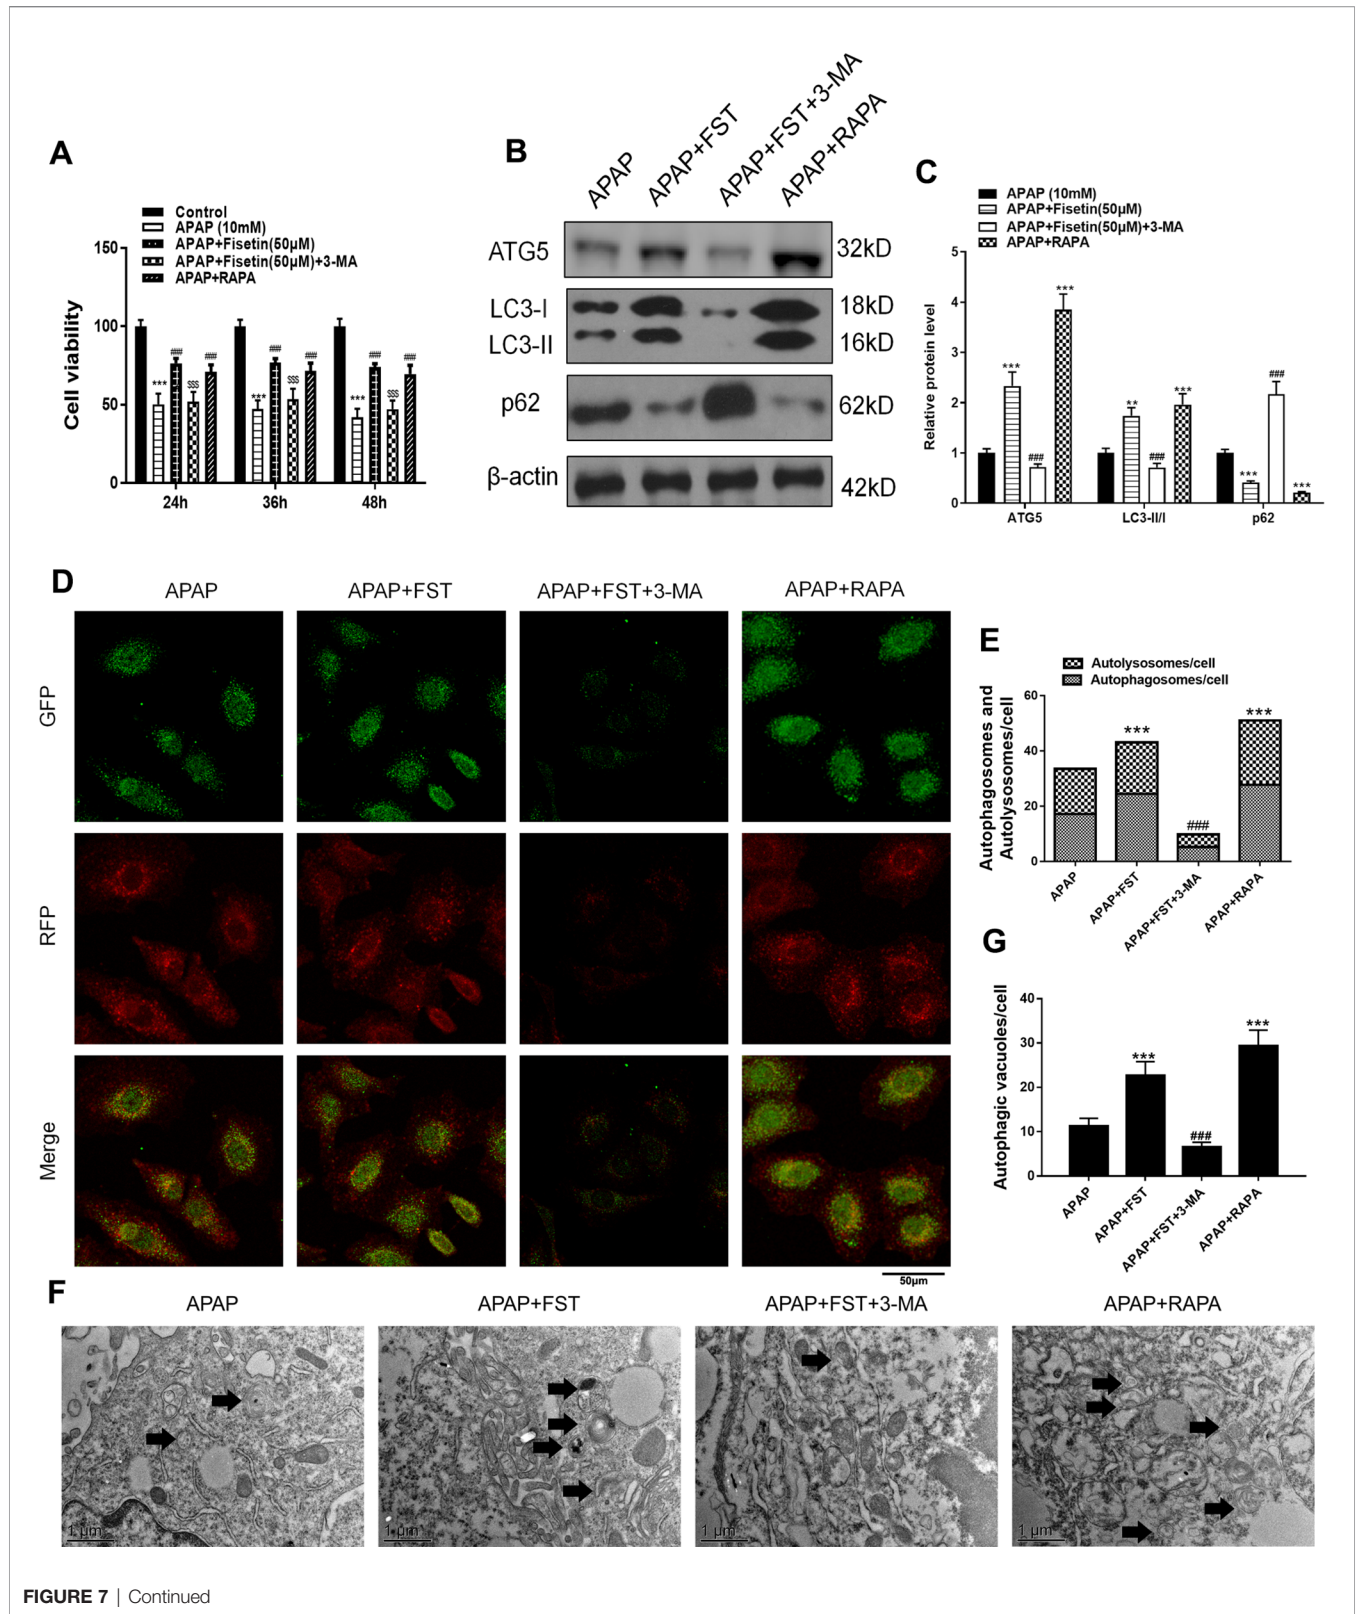 A
Control
APAP (10mM)
APAP+Fisetin(50μM)
APAP+Fisetin(50μM)+3-MA
APAP+RAPA
Cell viability
150
100
50
0
### ### ###
*** $$$ *** $$$ *** $$$
### ### ###
24h 36h 48h
B
APAP
APAP+FST
APAP+FST+3-MA
APAP+RAPA
ATG5 32kD
LC3-I 18kD
LC3-II 16kD
p62 62kD
β-actin 42kD
C
APAP (10mM)
APAP+Fisetin(50μM)
APAP+Fisetin(50μM)+3-MA
APAP+RAPA
Relative protein level
5
4
3
2
1
0
*** ### ***
** ### ***
*** ### ***
ATG5 LC3-II/I p62
D
APAP APAP+FST APAP+FST+3-MA APAP+RAPA
GFP
RFP
Merge
50μm
E
Autolysosomes/cell
Autophagosomes/cell
Autophagosomes and
Autolysosomes/cell
60
40
20
0
*** ### ***
APAP
APAP+FST
APAP+FST+3-MA
APAP+RAPA
G
Autophagic vacuoles/cell
40
30
20
10
0
*** ### ***
APAP
APAP+FST
APAP+FST+3-MA
APAP+RAPA
F
APAP APAP+FST APAP+FST+3-MA APAP+RAPA
1 μm 1 μm 1 μm 1 μm
FIGURE 7 | Continued